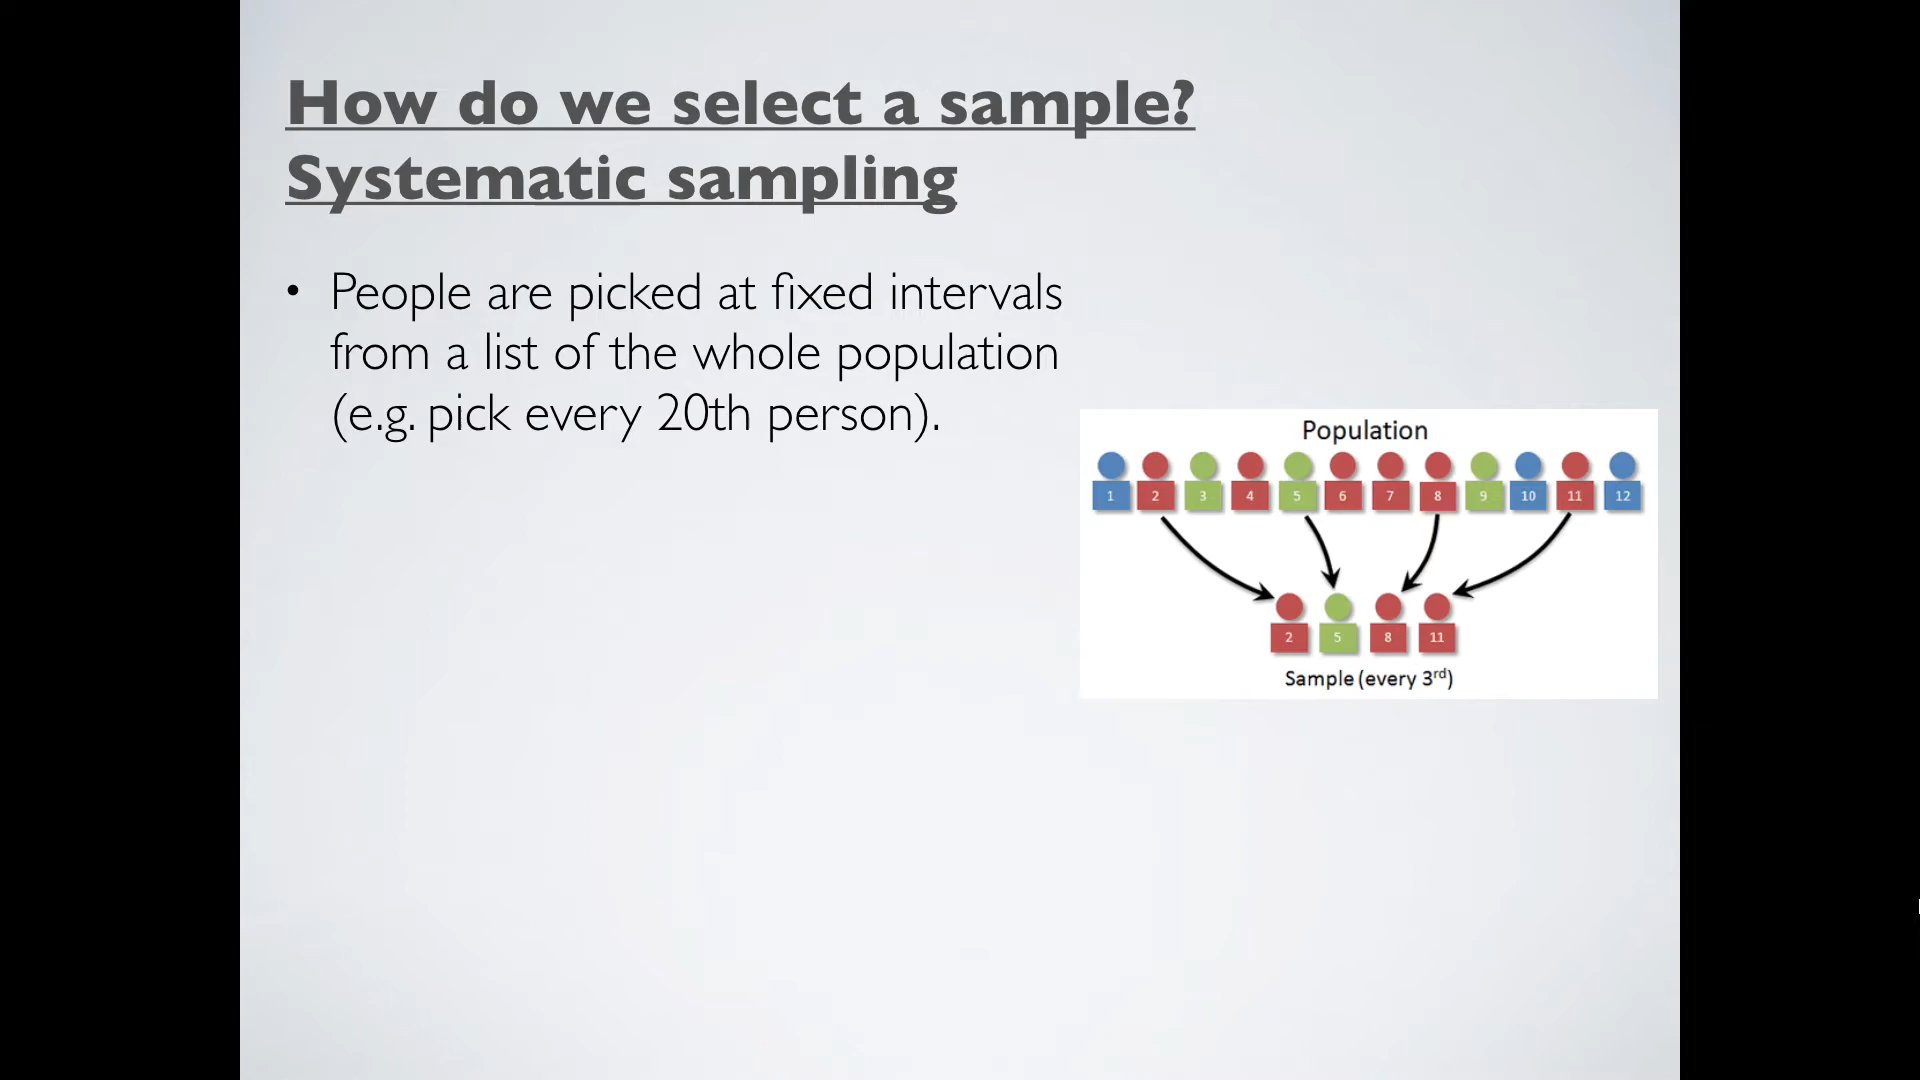 How do we select a sample?
Systematic sampling
• People are picked at fixed intervals
from a list of the whole population
(e.g. pick every 20th person).
Population
1 2 3 4 5 6 7 8 9 10 11 12
2 5 8 11
Sample (every 3rd)